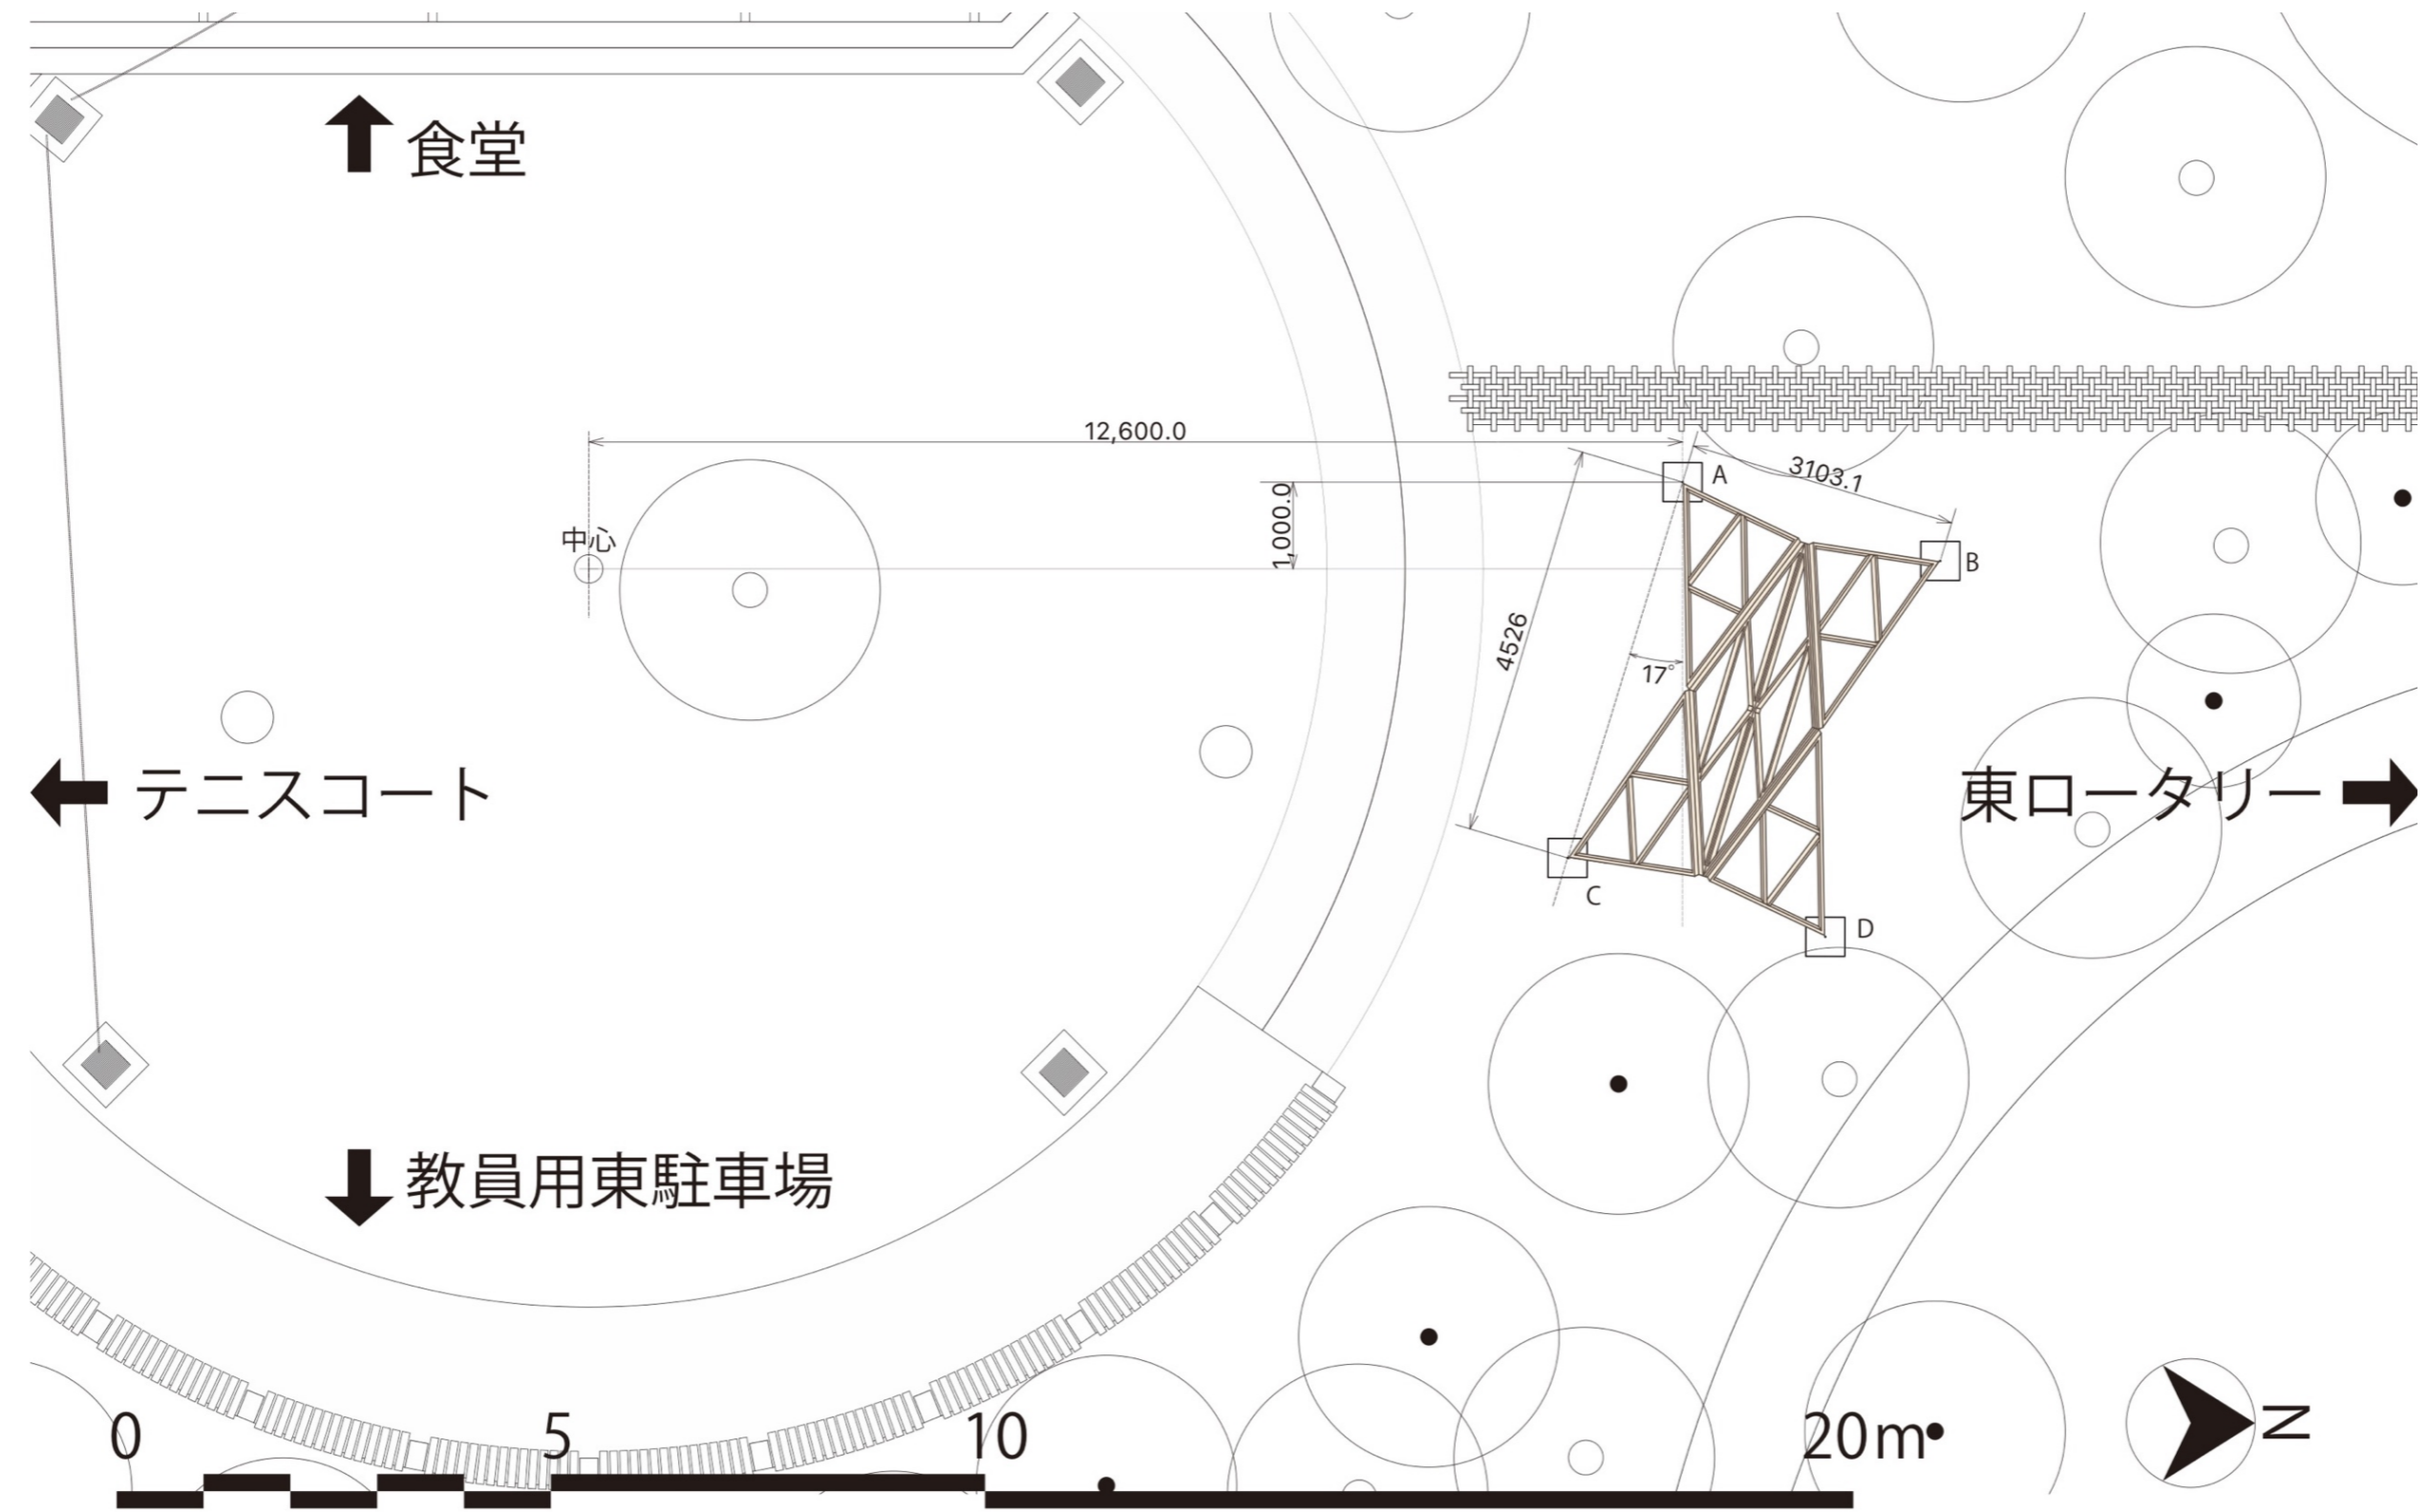 食堂
12,600.0
A
3103.1
1,000.0
中心
B
4526
17°
テニスコート
東ロータリー
C
D
教員用東駐車場
0
5
10
20m
N